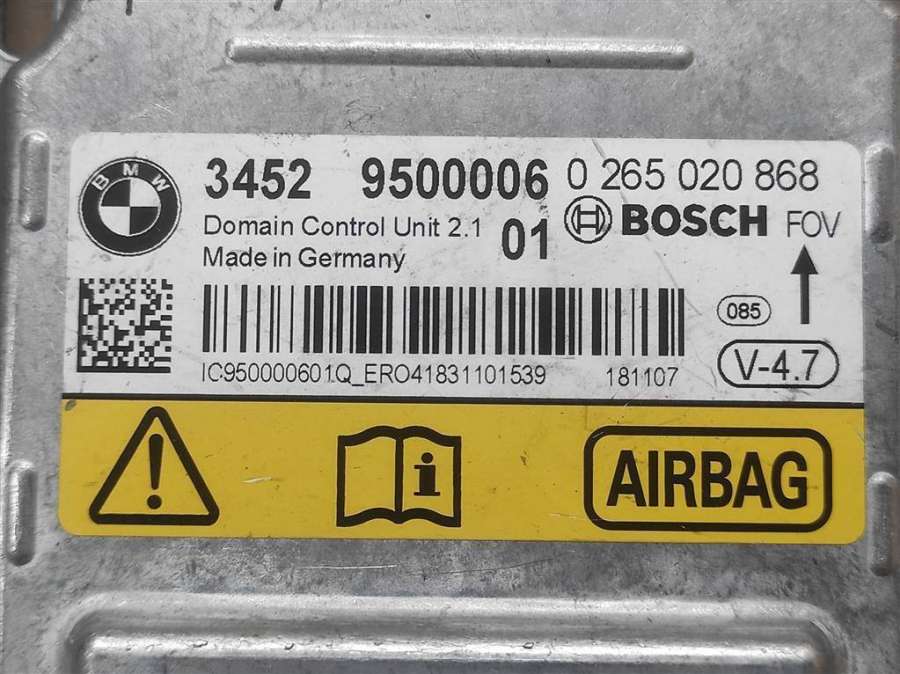 BMW
3452 9500006 0 265 020 868
Domain Control Unit 2.1 01 BOSCH FOV
Made in Germany
085
IC950000601Q_ERO41831101539 181107
V-4.7
i
AIRBAG